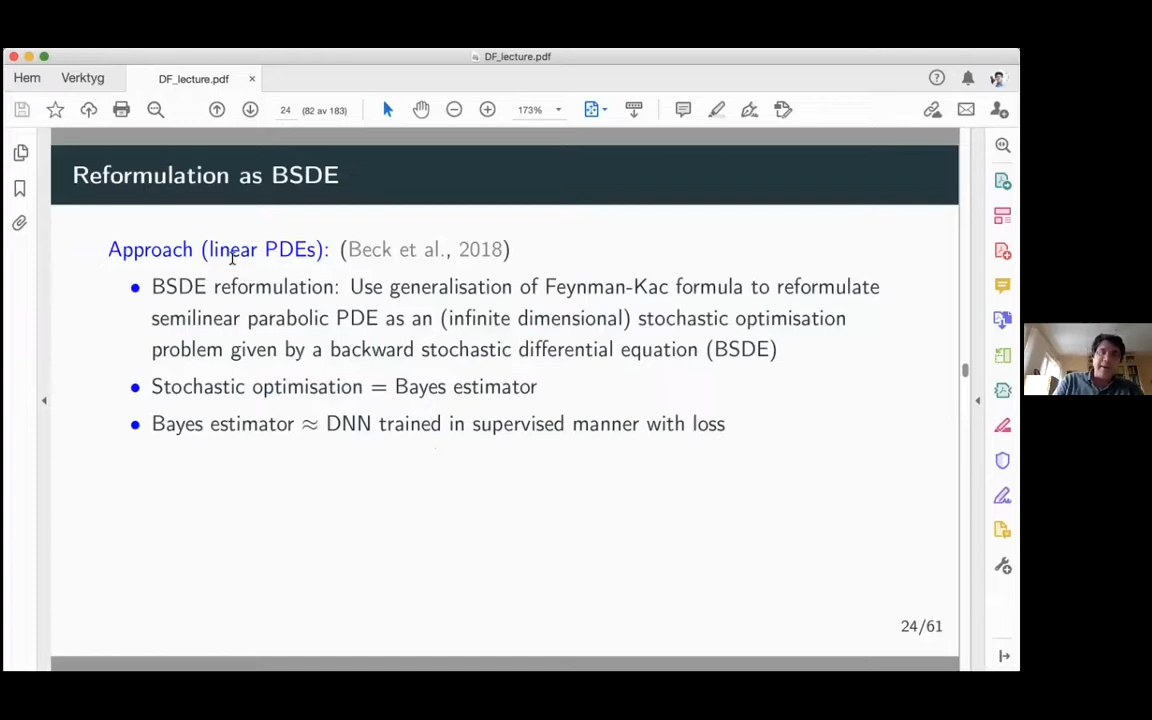 DF_lecture.pdf
Hem
Verktyg
DF_lecture.pdf ×
24 (82 av 183)
173%
Reformulation as BSDE
Approach (linear PDEs): (Beck et al., 2018)
• BSDE reformulation: Use generalisation of Feynman-Kac formula to reformulate
semilinear parabolic PDE as an (infinite dimensional) stochastic optimisation
problem given by a backward stochastic differential equation (BSDE)
• Stochastic optimisation = Bayes estimator
• Bayes estimator ≈ DNN trained in supervised manner with loss
24/61